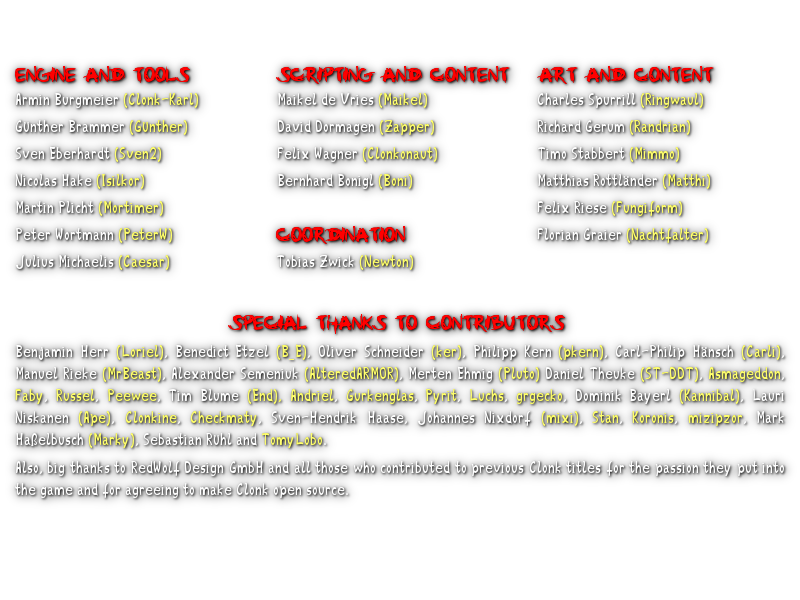 ENGINE AND TOOLS
Armin Burgmeier (Clonk-Karl)
Günther Brammer (Günther)
Sven Eberhardt (Sven2)
Nicolas Hake (Isilkor)
Martin Plicht (Mortimer)
Peter Wortmann (PeterW)
Julius Michaelis (Caesar)
SCRIPTING AND CONTENT
Maikel de Vries (Maikel)
David Dormagen (Zapper)
Felix Wagner (Clonkonaut)
Bernhard Bonigl (Boni)
COORDINATION
Tobias Zwick (Newton)
ART AND CONTENT
Charles Spurrill (Ringwaul)
Richard Gerum (Randrian)
Timo Stabbert (Mimmo)
Matthias Rottländer (Matthi)
Felix Riese (Fungiform)
Florian Graier (Nachtfalter)
SPECIAL THANKS TO CONTRIBUTORS
Benjamin Herr (Loriel), Benedict Etzel (B_E), Oliver Schneider (ker), Philipp Kern (pkern), Carl-Philip Hänsch (Carli),
Manuel Rieke (MrBeast), Alexander Semeniuk (AlteredARMOR), Merten Ehmig (Pluto) Daniel Theuke (ST-DDT), Asmageddon,
Faby, Russel, Peewee, Tim Blume (End), Andriel, Gurkenglas, Pyrit, Luchs, grgecko, Dominik Bayerl (Kannibal), Lauri
Niskanen (Ape), Clonkine, Checkmaty, Sven-Hendrik Haase, Johannes Nixdorf (mixi), Stan, Koronis, mizipzor, Mark
Haßelbusch (Marky), Sebastian Rühl and TomyLobo.
Also, big thanks to RedWolf Design GmbH and all those who contributed to previous Clonk titles for the passion they put into
the game and for agreeing to make Clonk open source.